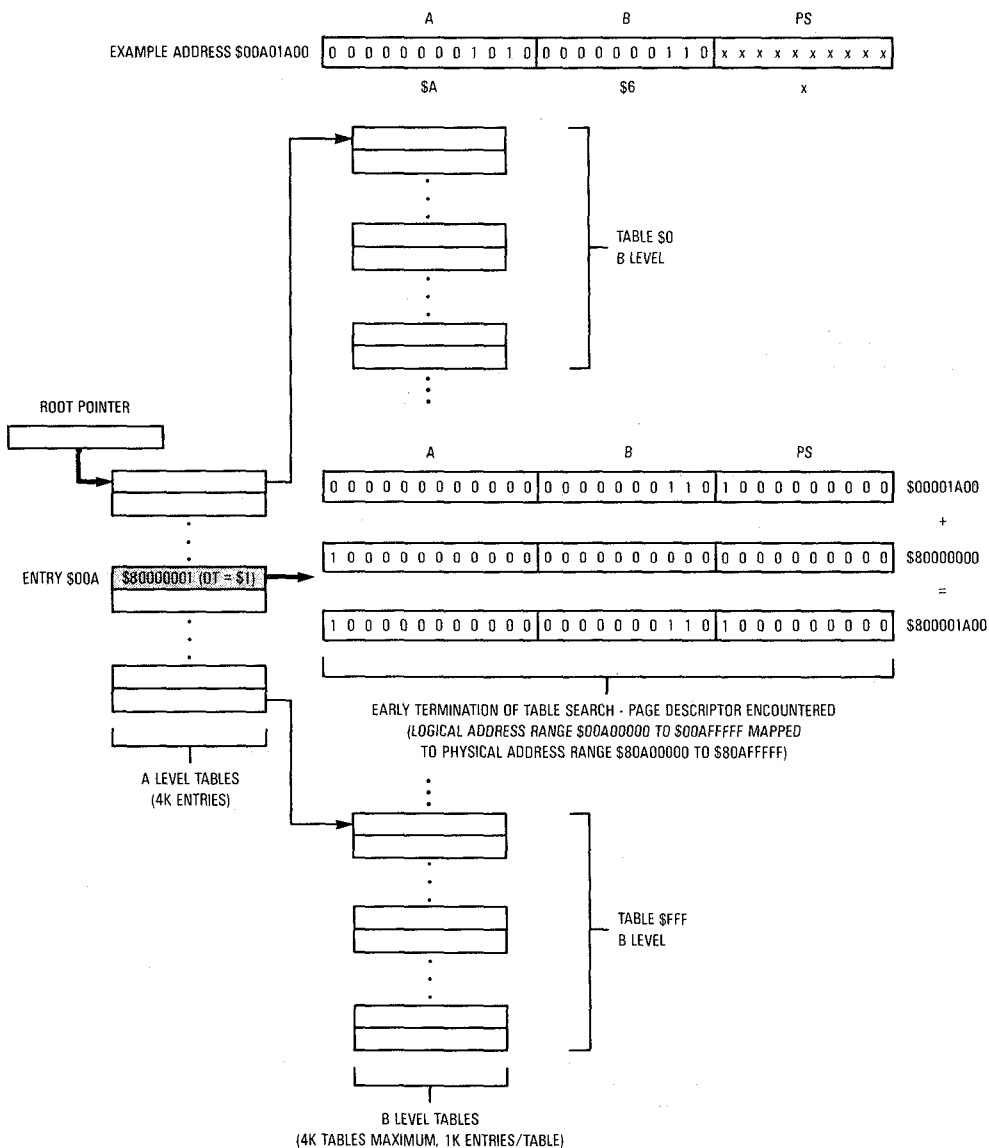 A B PS
EXAMPLE ADDRESS $00A01A00 0 0 0 0 0 0 0 0 1 0 1 0 0 0 0 0 0 0 0 1 1 0 x x x x x x x x x x
$A $6 x
TABLE $0
B LEVEL
ROOT POINTER
A B PS
0 0 0 0 0 0 0 0 0 0 0 0 0 0 0 0 0 0 0 1 1 0 1 0 0 0 0 0 0 0 0 0 $00001A00
+
ENTRY $00A $80000001 (DT = $1) 1 0 0 0 0 0 0 0 0 0 0 0 0 0 0 0 0 0 0 0 0 0 0 0 0 0 0 0 0 0 0 0 $80000000
=
1 0 0 0 0 0 0 0 0 0 0 0 0 0 0 0 0 0 0 1 1 0 1 0 0 0 0 0 0 0 0 0 $800001A00
EARLY TERMINATION OF TABLE SEARCH - PAGE DESCRIPTOR ENCOUNTERED
(LOGICAL ADDRESS RANGE $00A00000 TO $00AFFFFF MAPPED
TO PHYSICAL ADDRESS RANGE $80A00000 TO $80AFFFFF)
A LEVEL TABLES
(4K ENTRIES)
TABLE $FFF
B LEVEL
B LEVEL TABLES
(4K TABLES MAXIMUM, 1K ENTRIES/TABLE)